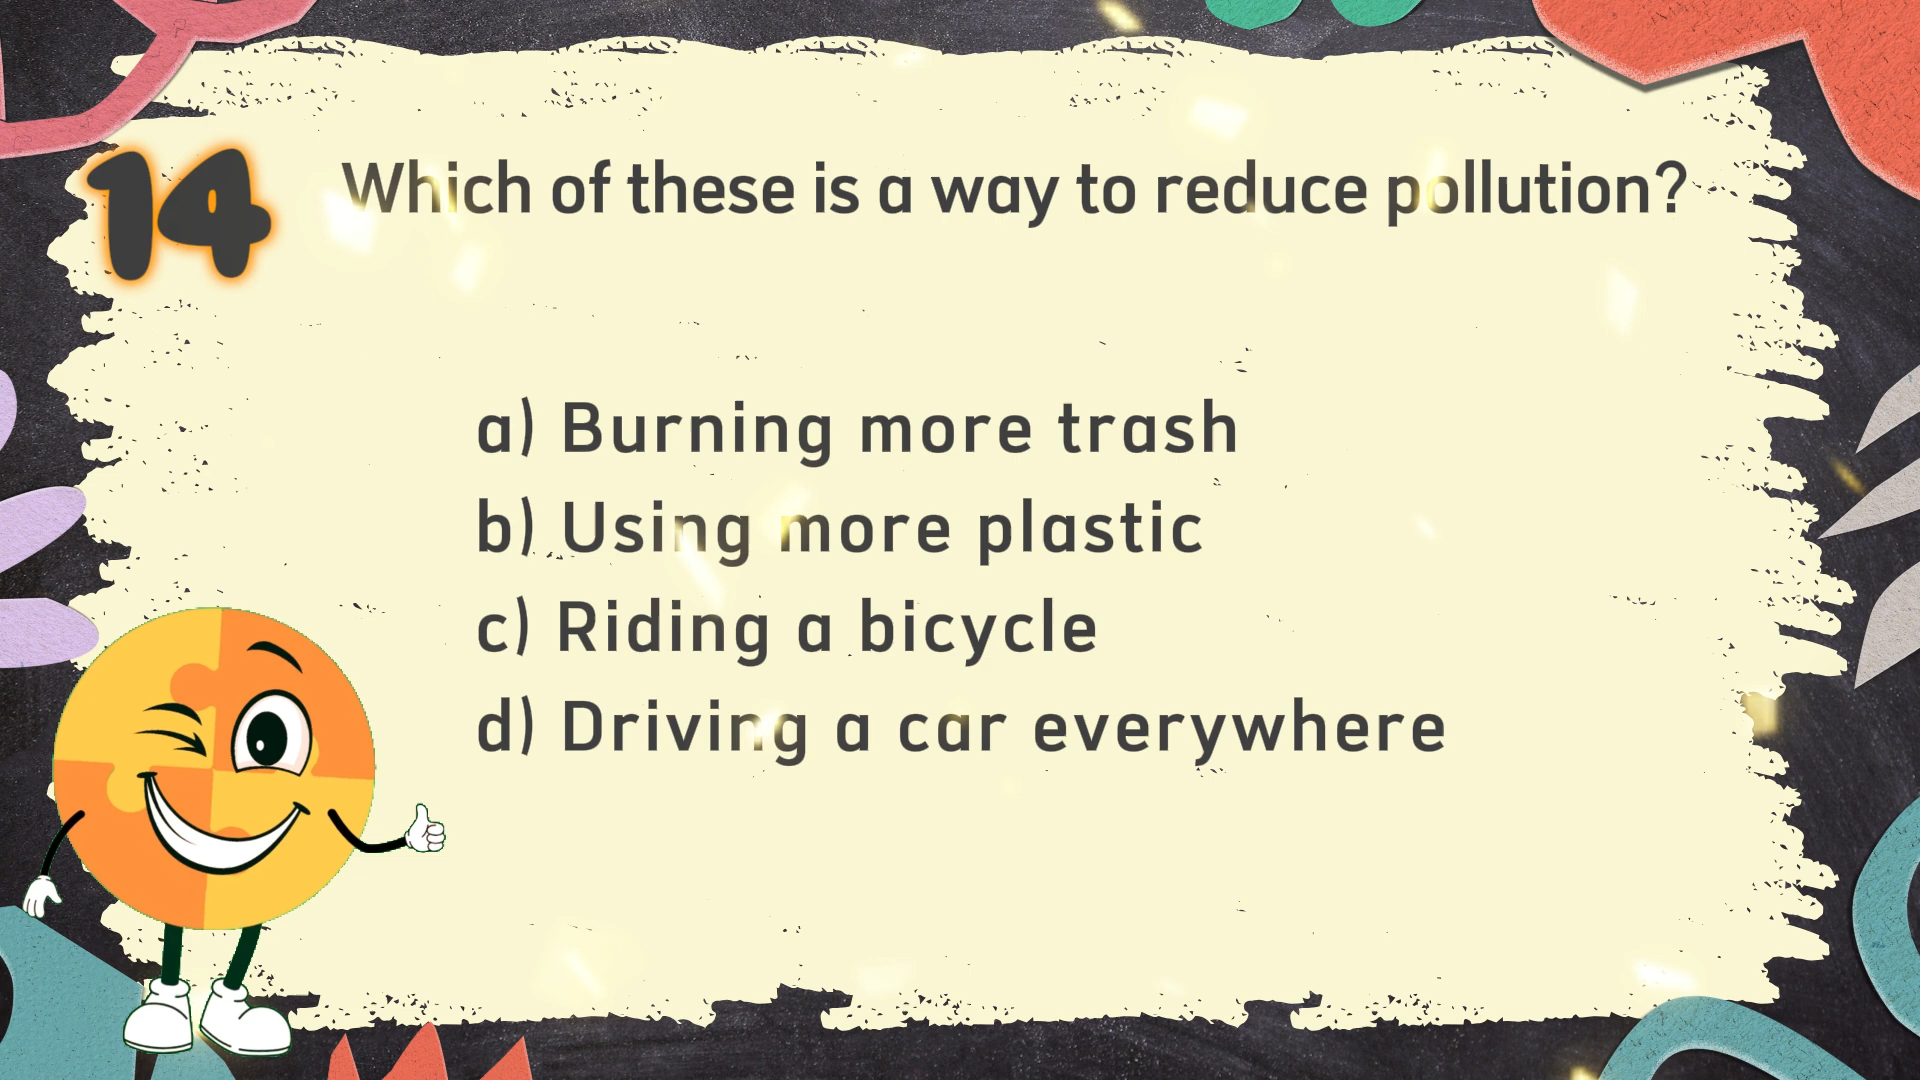 14
Which of these is a way to reduce pollution?
a) Burning more trash
b) Using more plastic
c) Riding a bicycle
d) Driving a car everywhere